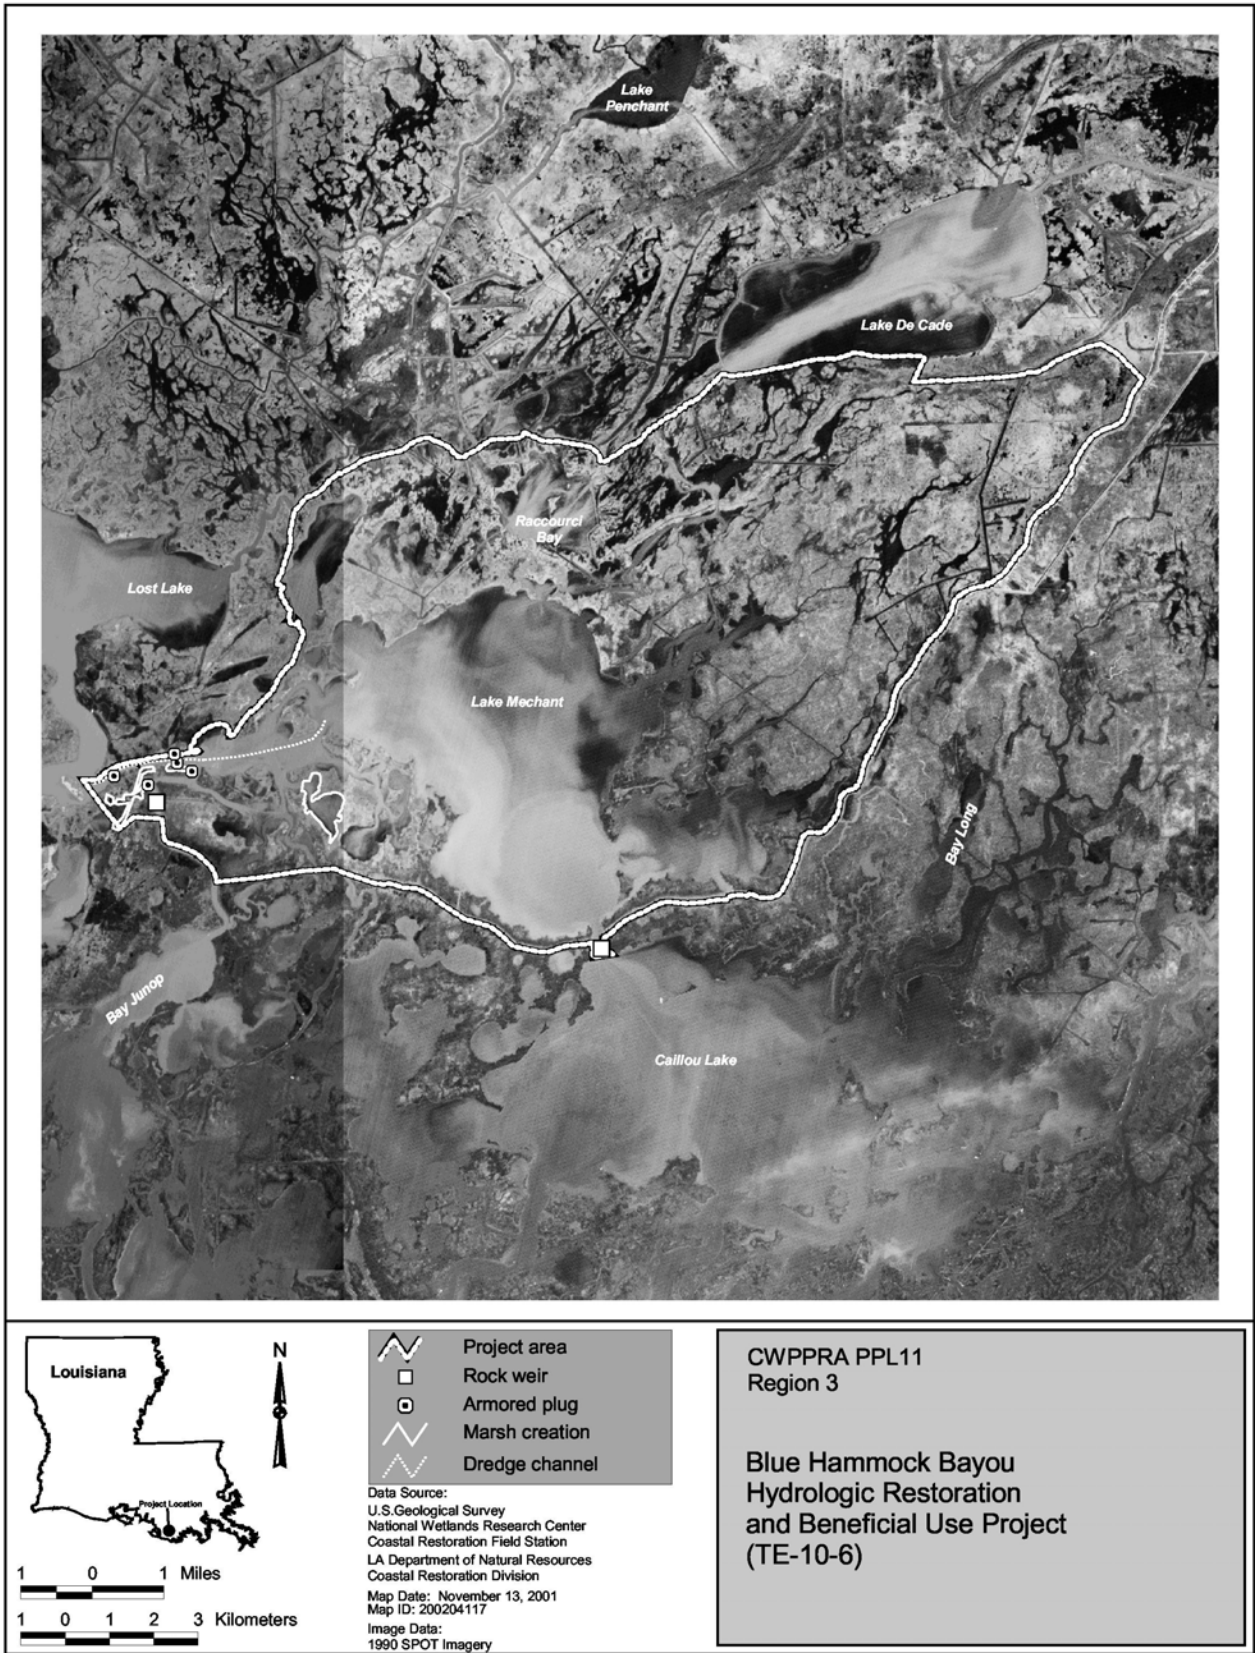 Lake
Penchant
Lake De Cade
Raccourci
Bay
Lost Lake
Lake Mechant
Bay Long
Bay Junop
Caillou Lake
Louisiana
Project Location
N
1 0 1 Miles
1 0 1 2 3 Kilometers
Project area
Rock weir
Armored plug
Marsh creation
Dredge channel
Data Source:
U.S.Geological Survey
National Wetlands Research Center
Coastal Restoration Field Station
LA Department of Natural Resources
Coastal Restoration Division
Map Date: November 13, 2001
Map ID: 200204117
Image Data:
1990 SPOT Imagery
CWPPRA PPL11
Region 3
Blue Hammock Bayou
Hydrologic Restoration
and Beneficial Use Project
(TE-10-6)